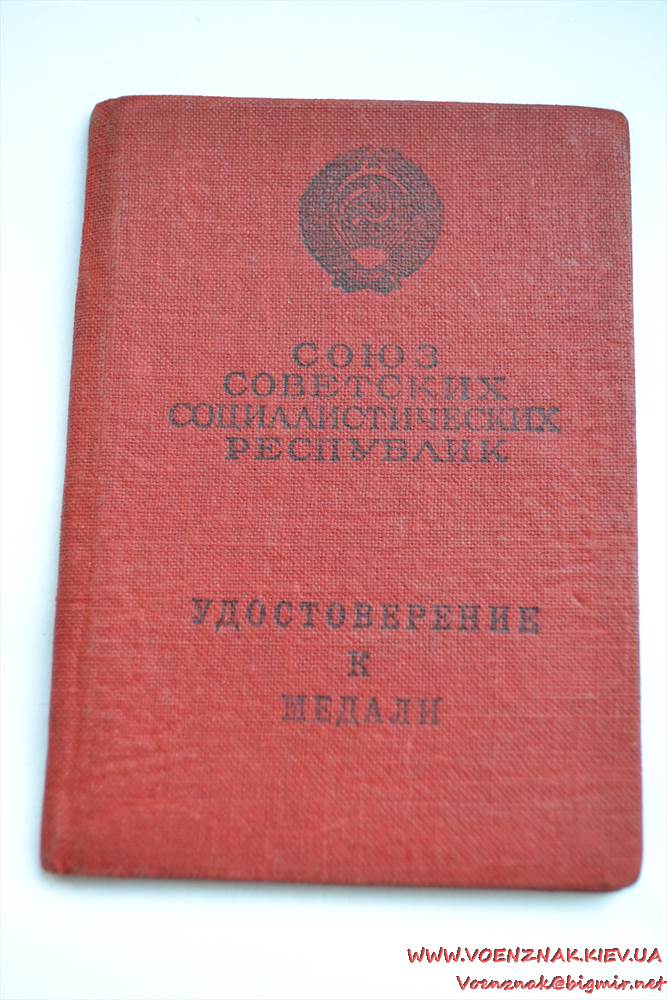 СОЮЗ
СОВЕТСКИХ
СОЦИАЛИСТИЧЕСКИХ
РЕСПУБЛИК
УДОСТОВЕРЕНИЕ
К
МЕДАЛИ
WWW.VOENZNAK.KIEV.UA
Voenznak@bigmir.net